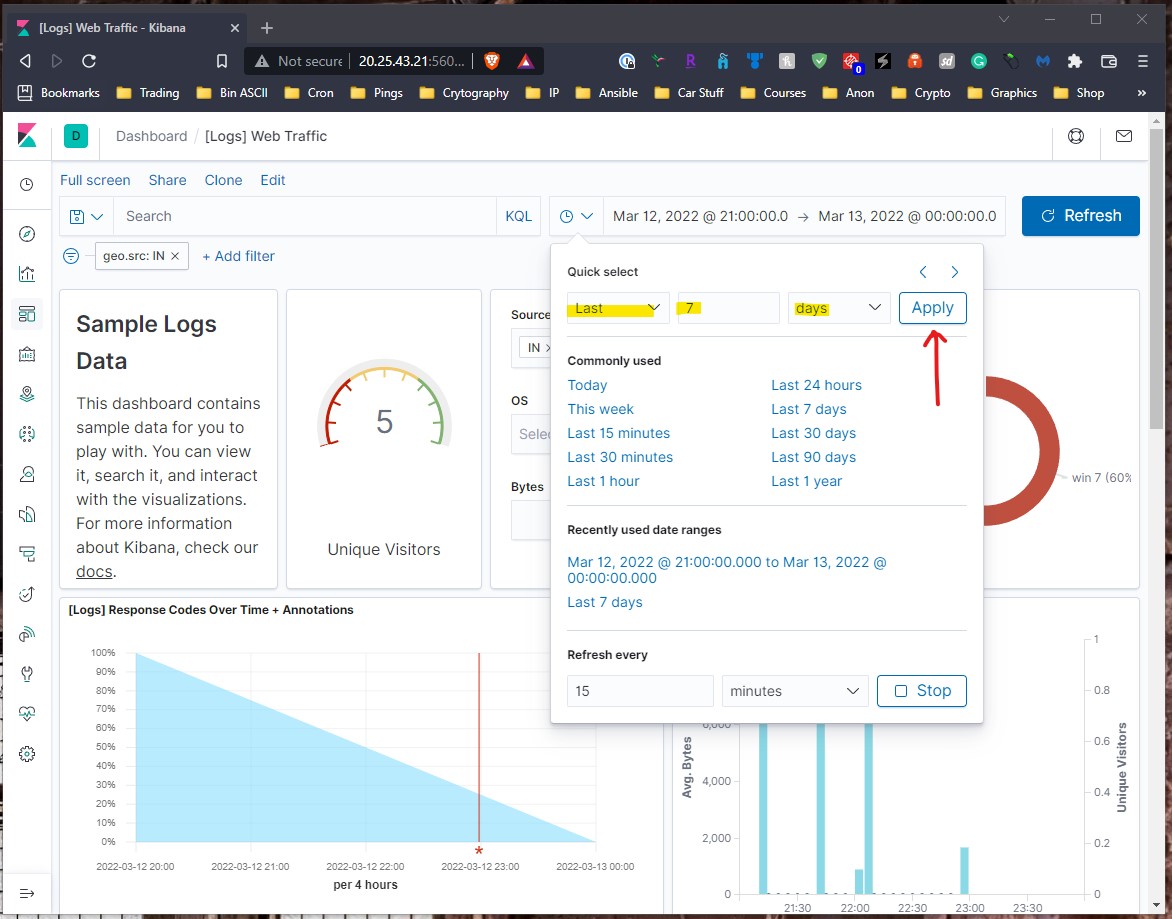 [Logs] Web Traffic - Kibana
Not secure 20.25.43.21:560...
0
Bookmarks Trading Bin ASCII Cron Pings Crytography IP Ansible Car Stuff Courses Anon Crypto Graphics Shop »
D Dashboard / [Logs] Web Traffic
Full screen Share Clone Edit
Search KQL Mar 12, 2022 @ 21:00:00.0 → Mar 13, 2022 @ 00:00:00.0 Refresh
geo.src: IN × + Add filter
Quick select
Last 7 days Apply
Commonly used
Today Last 24 hours
This week Last 7 days
Last 15 minutes Last 30 days
Last 30 minutes Last 90 days
Last 1 hour Last 1 year
Recently used date ranges
Mar 12, 2022 @ 21:00:00.000 to Mar 13, 2022 @
00:00:00.000
Last 7 days
Refresh every
15 minutes Stop
Sample Logs
Data
This dashboard contains
sample data for you to
play with. You can view
it, search it, and interact
with the visualizations.
For more information
about Kibana, check our
docs.
5
Unique Visitors
Source
IN ×
OS
Selec
Bytes
win 7 (60%
[Logs] Response Codes Over Time + Annotations
100%
90%
80%
70%
60%
50%
40%
30%
20%
10%
0%
2022-03-12 20:00 2022-03-12 21:00 2022-03-12 22:00 2022-03-12 23:00 2022-03-13 00:00
per 4 hours
Avg. Bytes
6,000
4,000
2,000
0
1
0.8
0.6
0.4
0.2
0
Unique Visitors
21:30 22:00 22:30 23:00 23:30